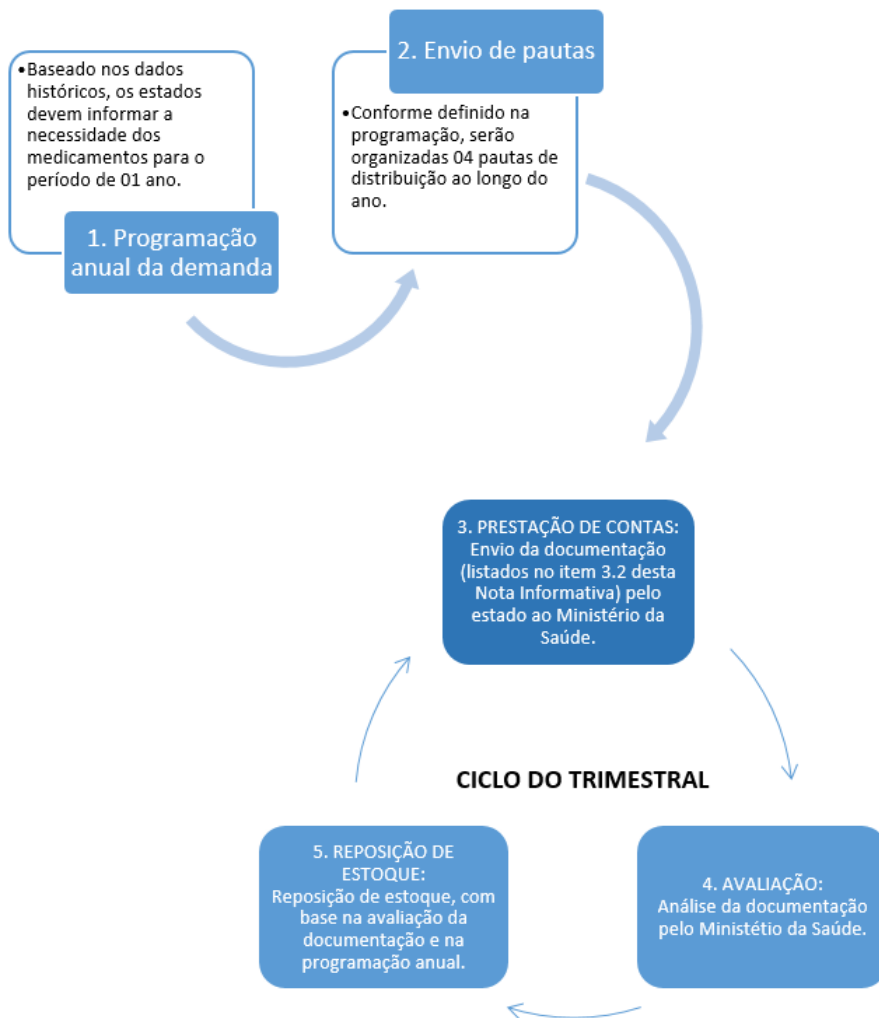 •Baseado nos dados
históricos, os estados
devem informar a
necessidade dos
medicamentos para o
período de 01 ano.
1. Programação
anual da demanda
2. Envio de pautas
•Conforme definido na
programação, serão
organizadas 04 pautas de
distribuição ao longo do
ano.
3. PRESTAÇÃO DE CONTAS:
Envio da documentação
(listados no item 3.2 desta
Nota Informativa) pelo
estado ao Ministério da
Saúde.
CICLO DO TRIMESTRAL
4. AVALIAÇÃO:
Análise da documentação
pelo Ministétio da Saúde.
5. REPOSIÇÃO DE
ESTOQUE:
Reposição de estoque, com
base na avaliação da
documentação e na
programação anual.